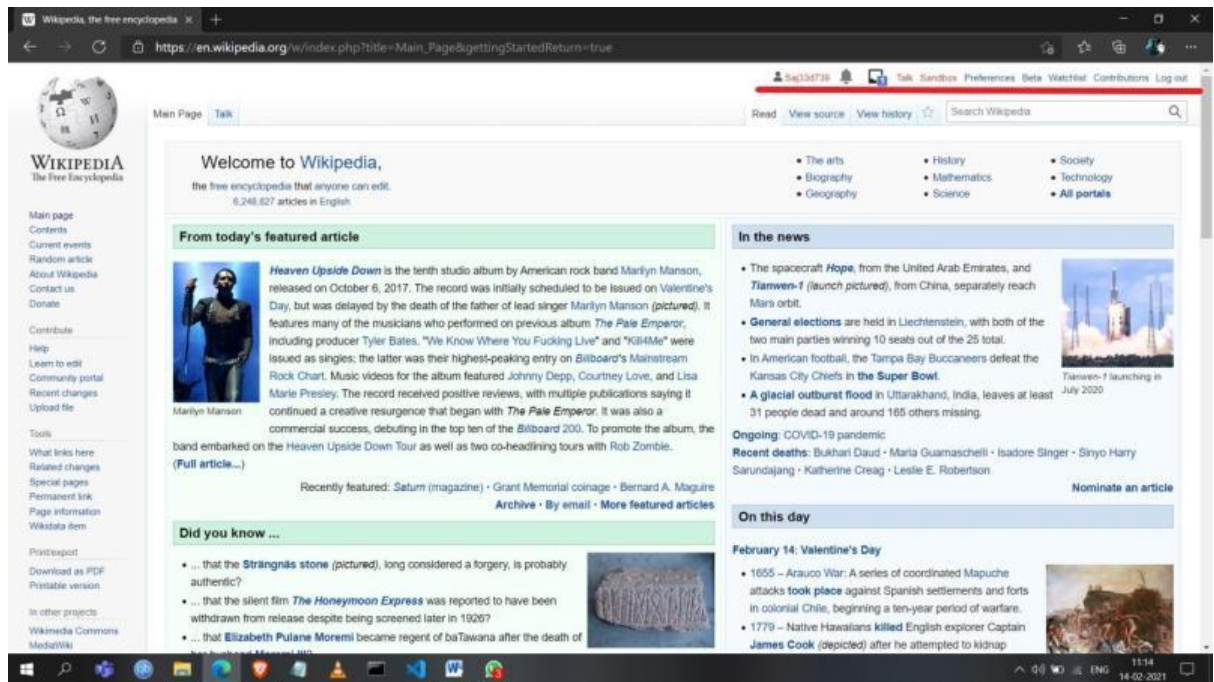 Wikipedia, the free encyclopedia
https://en.wikipedia.org/w/index.php?title=Main_Page&gettingStartedReturn=true
Saj33d739 Talk Sandbox Preferences Beta Watchlist Contributions Log out
Main Page Talk
Read View source View history Search Wikipedia
WIKIPEDIA
The Free Encyclopedia
Main page
Contents
Current events
Random article
About Wikipedia
Contact us
Donate
Contribute
Help
Learn to edit
Community portal
Recent changes
Upload file
Tools
What links here
Related changes
Special pages
Permanent link
Page information
Wikidata item
Print/export
Download as PDF
Printable version
In other projects
Wikimedia Commons
MediaWiki
Welcome to Wikipedia,
the free encyclopedia that anyone can edit.
6,248,827 articles in English
• The arts
• Biography
• Geography
• History
• Mathematics
• Science
• Society
• Technology
• All portals
From today's featured article
Heaven Upside Down is the tenth studio album by American rock band Marilyn Manson,
released on October 6, 2017. The record was initially scheduled to be issued on Valentine's
Day, but was delayed by the death of the father of lead singer Marilyn Manson (pictured). It
features many of the musicians who performed on previous album The Pale Emperor,
including producer Tyler Bates. "We Know Where You Fucking Live" and "Kill4Me" were
issued as singles; the latter was their highest-peaking entry on Billboard's Mainstream
Rock Chart. Music videos for the album featured Johnny Depp, Courtney Love, and Lisa
Marie Presley. The record received positive reviews, with multiple publications saying it
continued a creative resurgence that began with The Pale Emperor. It was also a
commercial success, debuting in the top ten of the Billboard 200. To promote the album, the
band embarked on the Heaven Upside Down Tour as well as two co-headlining tours with Rob Zombie.
(Full article...)
Marilyn Manson
Recently featured: Saturn (magazine) · Grant Memorial coinage · Bernard A. Maguire
Archive · By email · More featured articles
Did you know ...
• ... that the Strängnäs stone (pictured), long considered a forgery, is probably
authentic?
• ... that the silent film The Honeymoon Express was reported to have been
withdrawn from release despite being screened later in 1926?
• ... that Elizabeth Pulane Moremi became regent of baTawana after the death of
her husband Moremi III?
In the news
• The spacecraft Hope, from the United Arab Emirates, and
Tianwen-1 (launch pictured), from China, separately reach
Mars orbit.
• General elections are held in Liechtenstein, with both of the
two main parties winning 10 seats out of the 25 total.
• In American football, the Tampa Bay Buccaneers defeat the
Kansas City Chiefs in the Super Bowl.
• A glacial outburst flood in Uttarakhand, India, leaves at least
31 people dead and around 165 others missing.
Tianwen-1 launching in
July 2020
Ongoing: COVID-19 pandemic
Recent deaths: Bukhari Daud · Maria Guarnaschelli · Isadore Singer · Sinyo Harry
Sarundajang · Katherine Creag · Leslie E. Robertson
Nominate an article
On this day
February 14: Valentine's Day
• 1655 – Arauco War: A series of coordinated Mapuche
attacks took place against Spanish settlements and forts
in colonial Chile, beginning a ten-year period of warfare.
• 1779 – Native Hawaiians killed English explorer Captain
James Cook (depicted) after he attempted to kidnap
ENG
11:14
14-02-2021